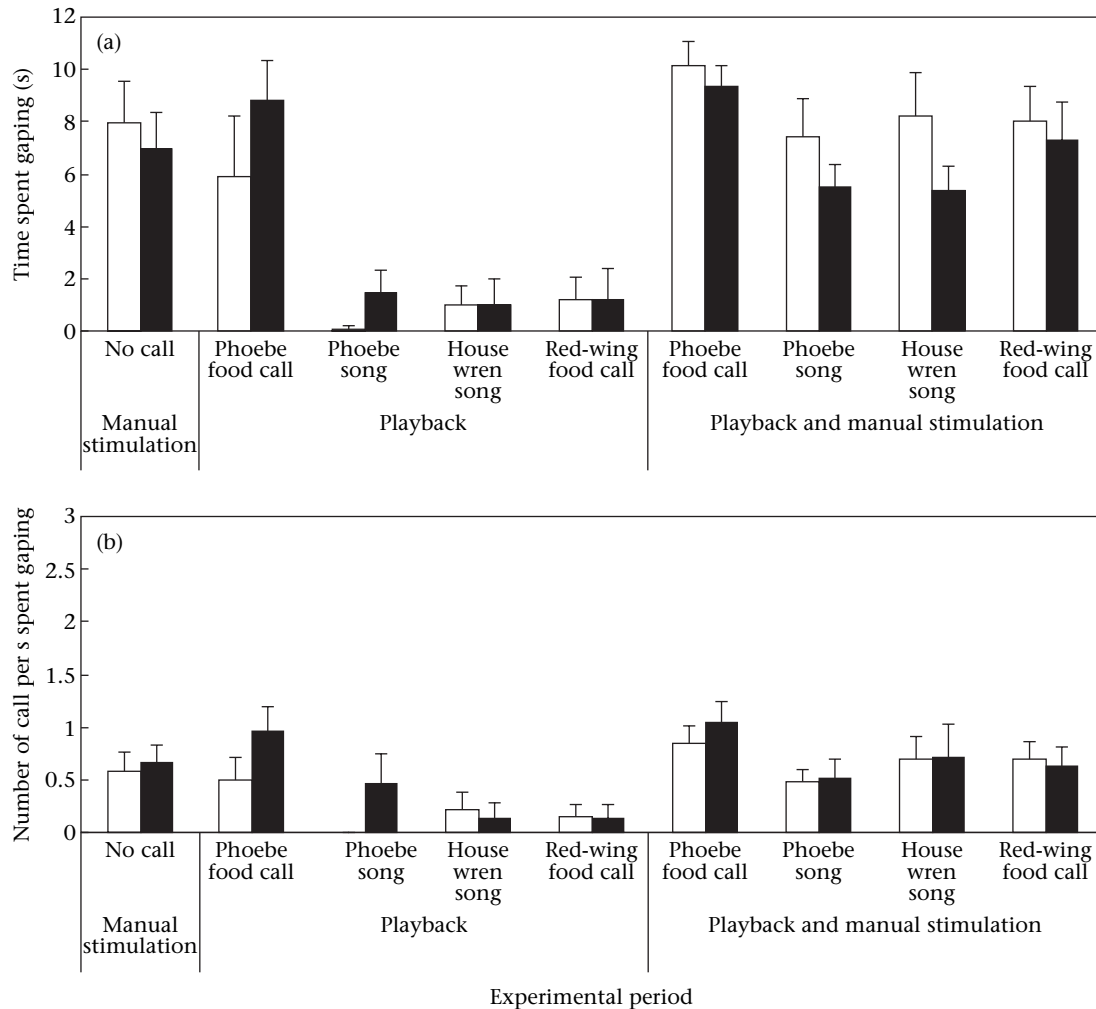 12
(a)
10
8
6
4
2
0
Time spent gaping (s)
No call
Phoebe food call
Phoebe song
House wren song
Red-wing food call
Phoebe food call
Phoebe song
House wren song
Red-wing food call
Manual stimulation
Playback
Playback and manual stimulation
3
(b)
2.5
2
1.5
1
0.5
0
Number of call per s spent gaping
No call
Phoebe food call
Phoebe song
House wren song
Red-wing food call
Phoebe food call
Phoebe song
House wren song
Red-wing food call
Manual stimulation
Playback
Playback and manual stimulation
Experimental period